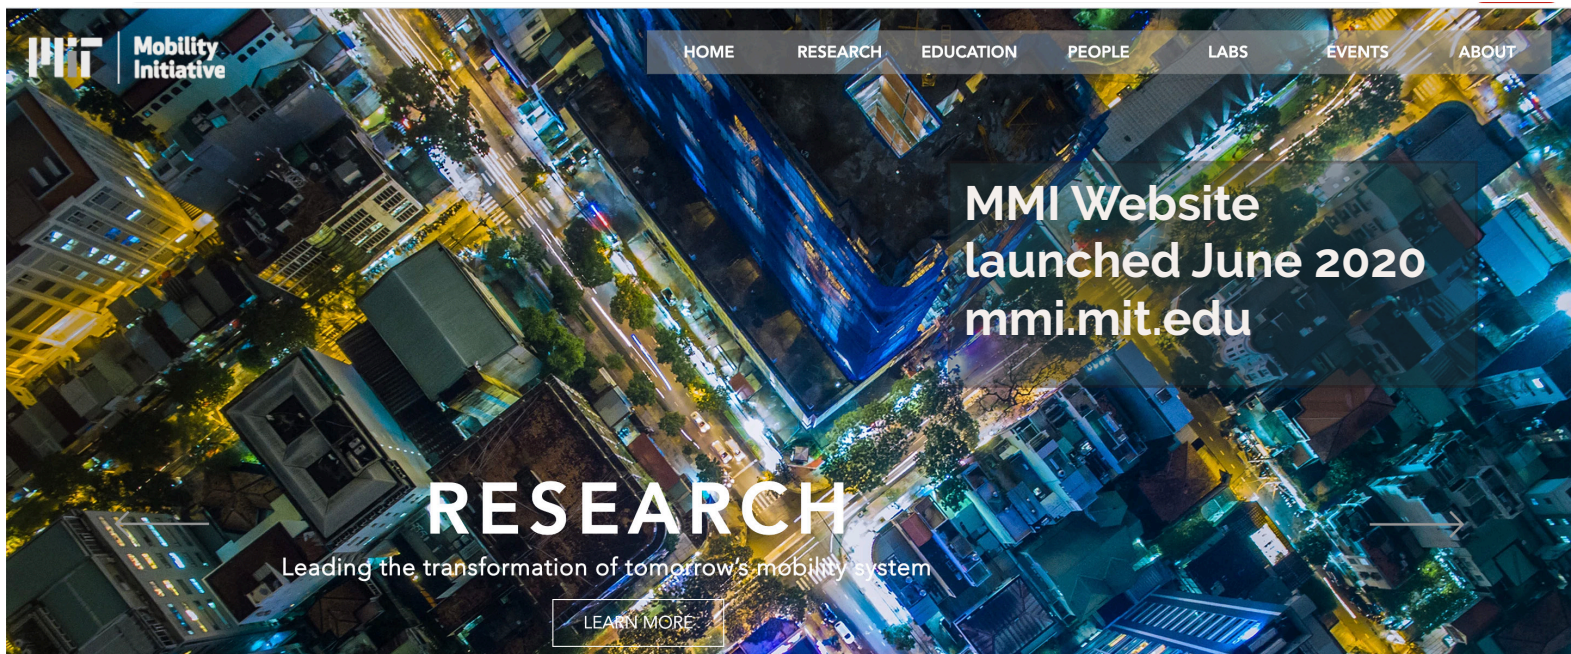 MIT
Mobility
Initiative
HOME RESEARCH EDUCATION PEOPLE LABS EVENTS ABOUT
MMI Website
launched June 2020
mmi.mit.edu
RESEARCH
Leading the transformation of tomorrow's mobility system
LEARN MORE